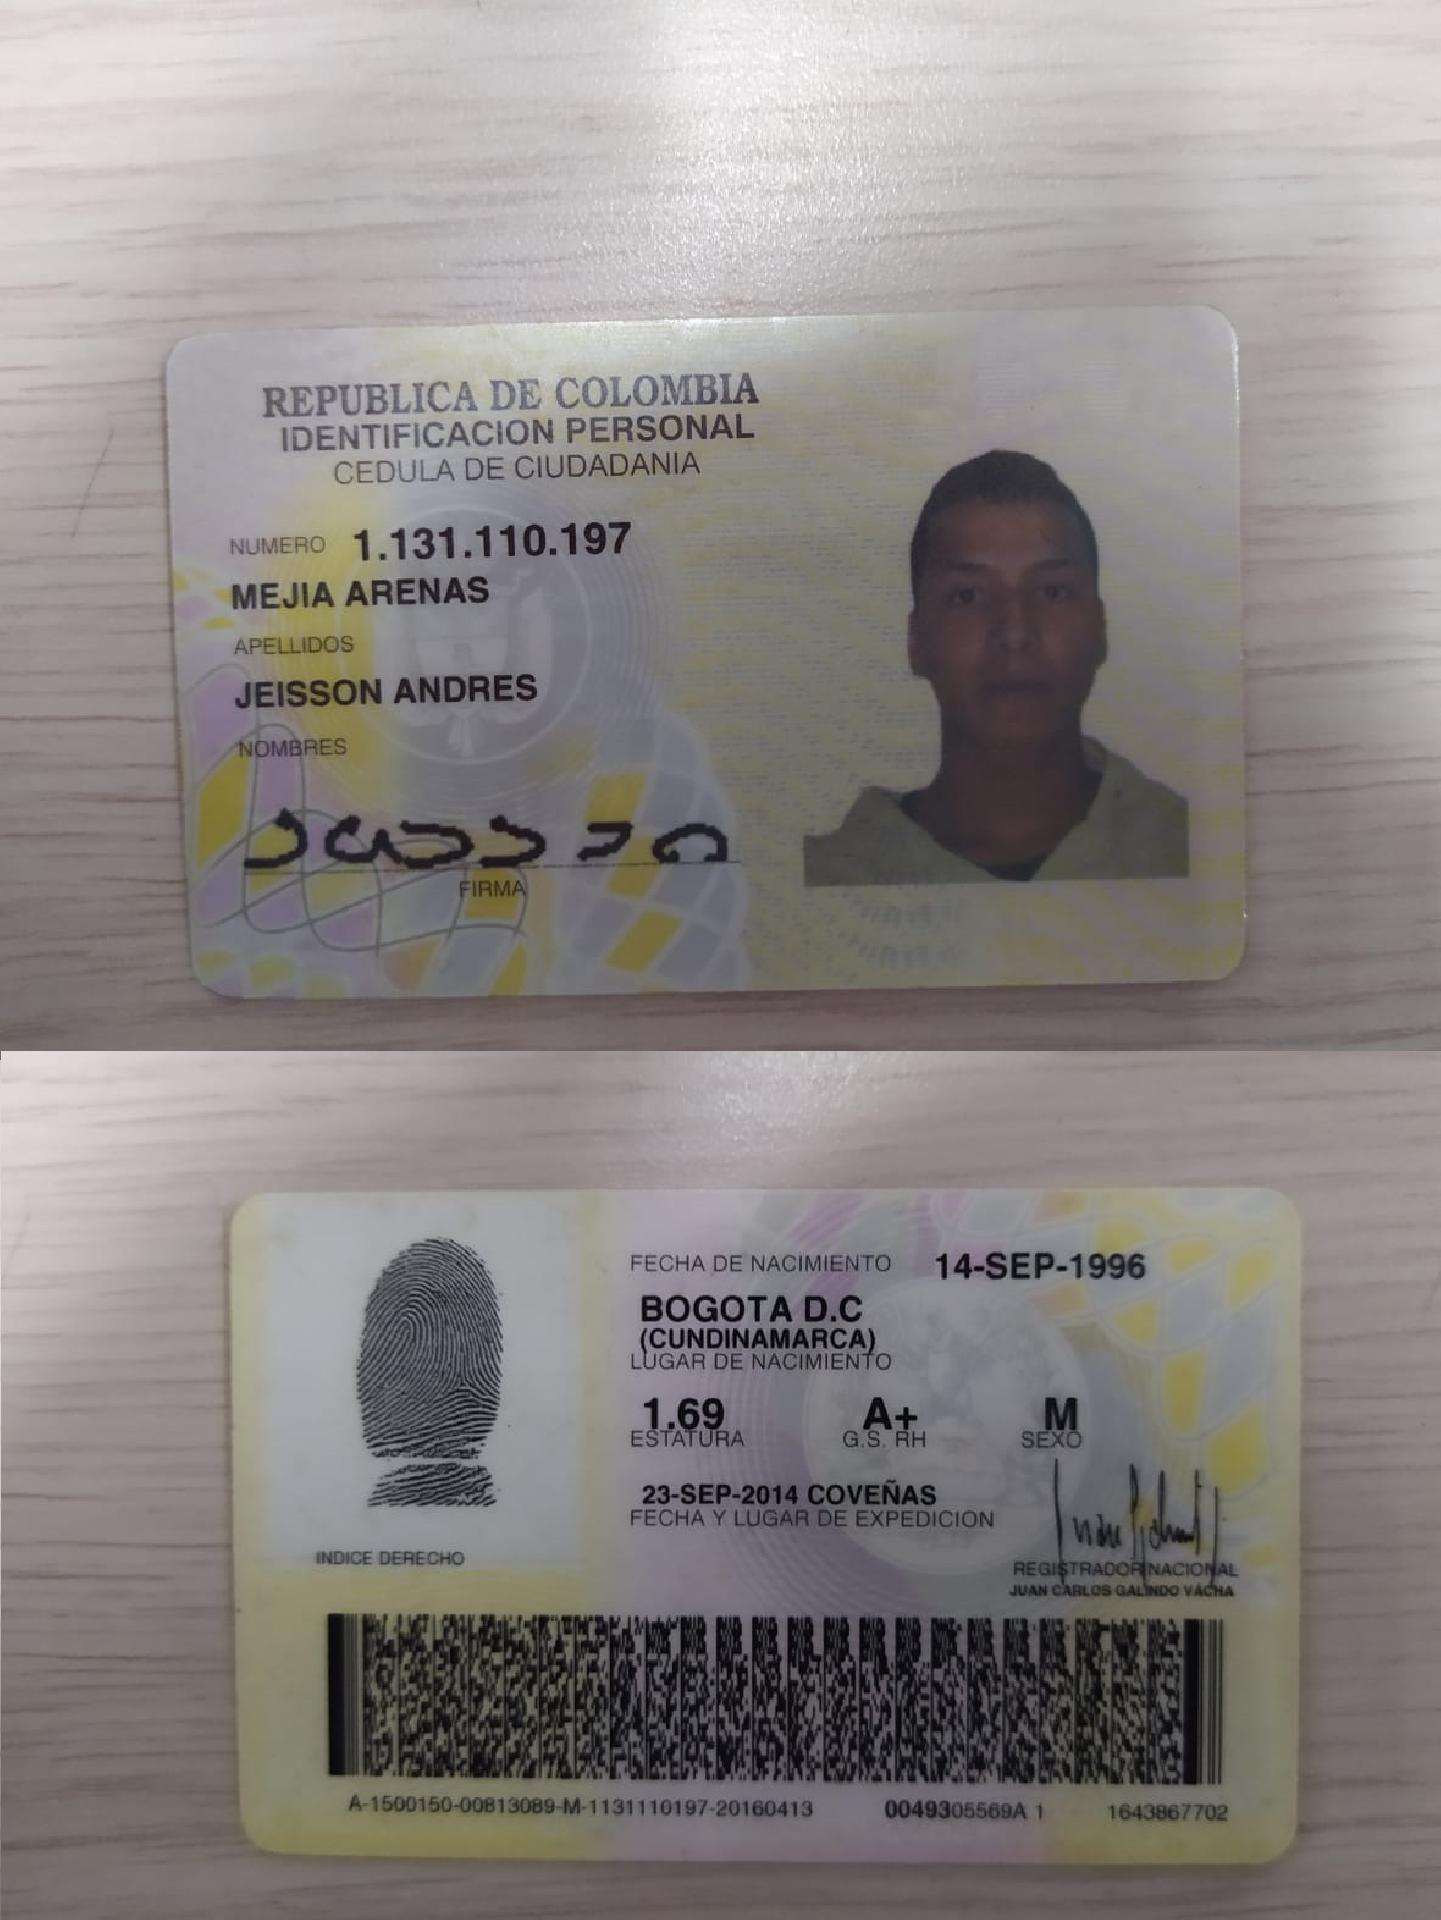 REPUBLICA DE COLOMBIA
IDENTIFICACION PERSONAL
CEDULA DE CIUDADANIA
NUMERO 1.131.110.197
MEJIA ARENAS
APELLIDOS
JEISSON ANDRES
NOMBRES
FIRMA
FECHA DE NACIMIENTO 14-SEP-1996
BOGOTA D.C
(CUNDINAMARCA)
LUGAR DE NACIMIENTO
1.69 A+ M
ESTATURA G.S. RH SEXO
23-SEP-2014 COVEÑAS
FECHA Y LUGAR DE EXPEDICION
INDICE DERECHO
REGISTRADOR NACIONAL
JUAN CARLOS GALINDO VACHA
A-1500150-00813089-M-1131110197-20160413 0049305569A 1 1643867702